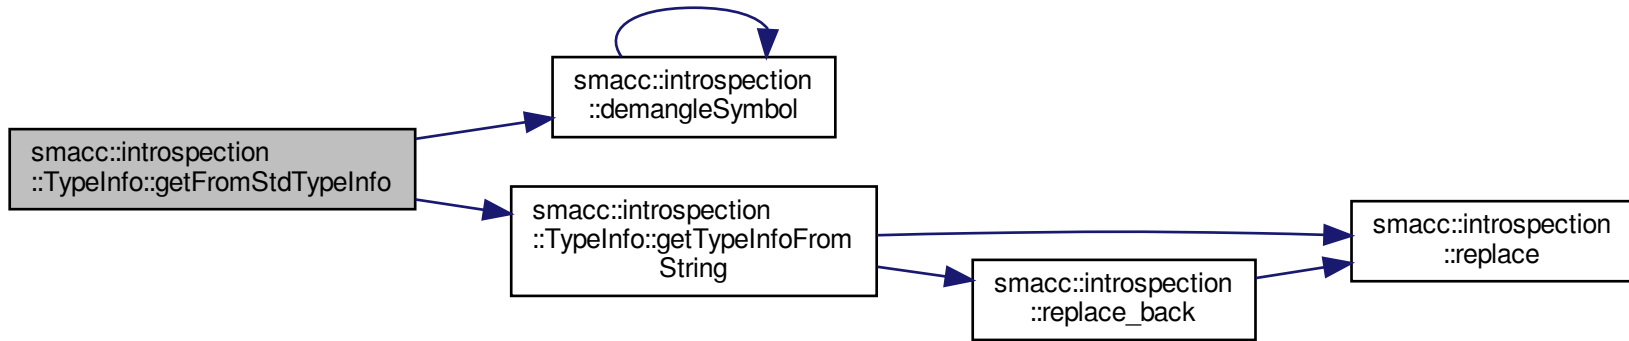 smacc::introspection
::TypeInfo::getFromStdTypeInfo
smacc::introspection
::demangleSymbol
smacc::introspection
::TypeInfo::getTypeInfoFrom
String
smacc::introspection
::replace_back
smacc::introspection
::replace